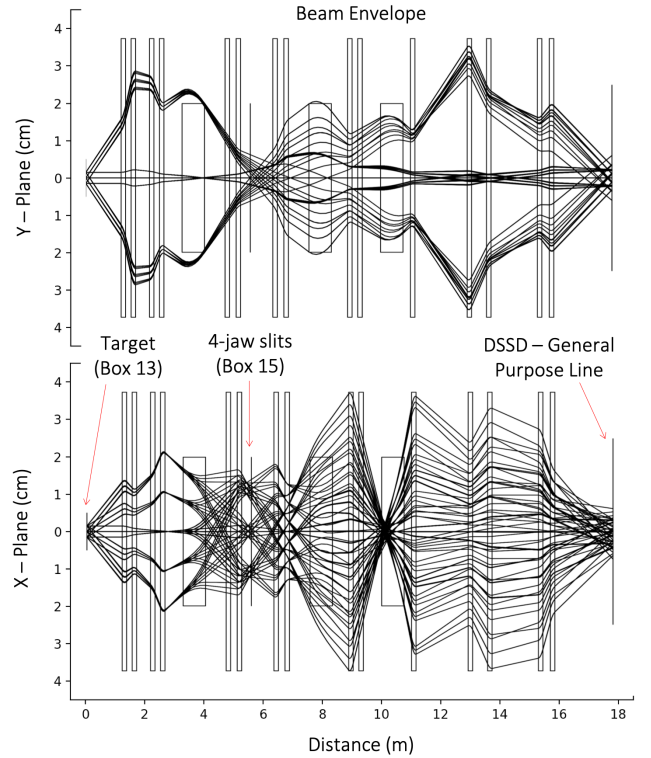 Beam Envelope
4
3
2
1
0
1
2
3
4
Y – Plane (cm)
Target
(Box 13)
4-jaw slits
(Box 15)
DSSD – General
Purpose Line
4
3
2
1
0
1
2
3
4
X – Plane (cm)
0 2 4 6 8 10 12 14 16 18
Distance (m)